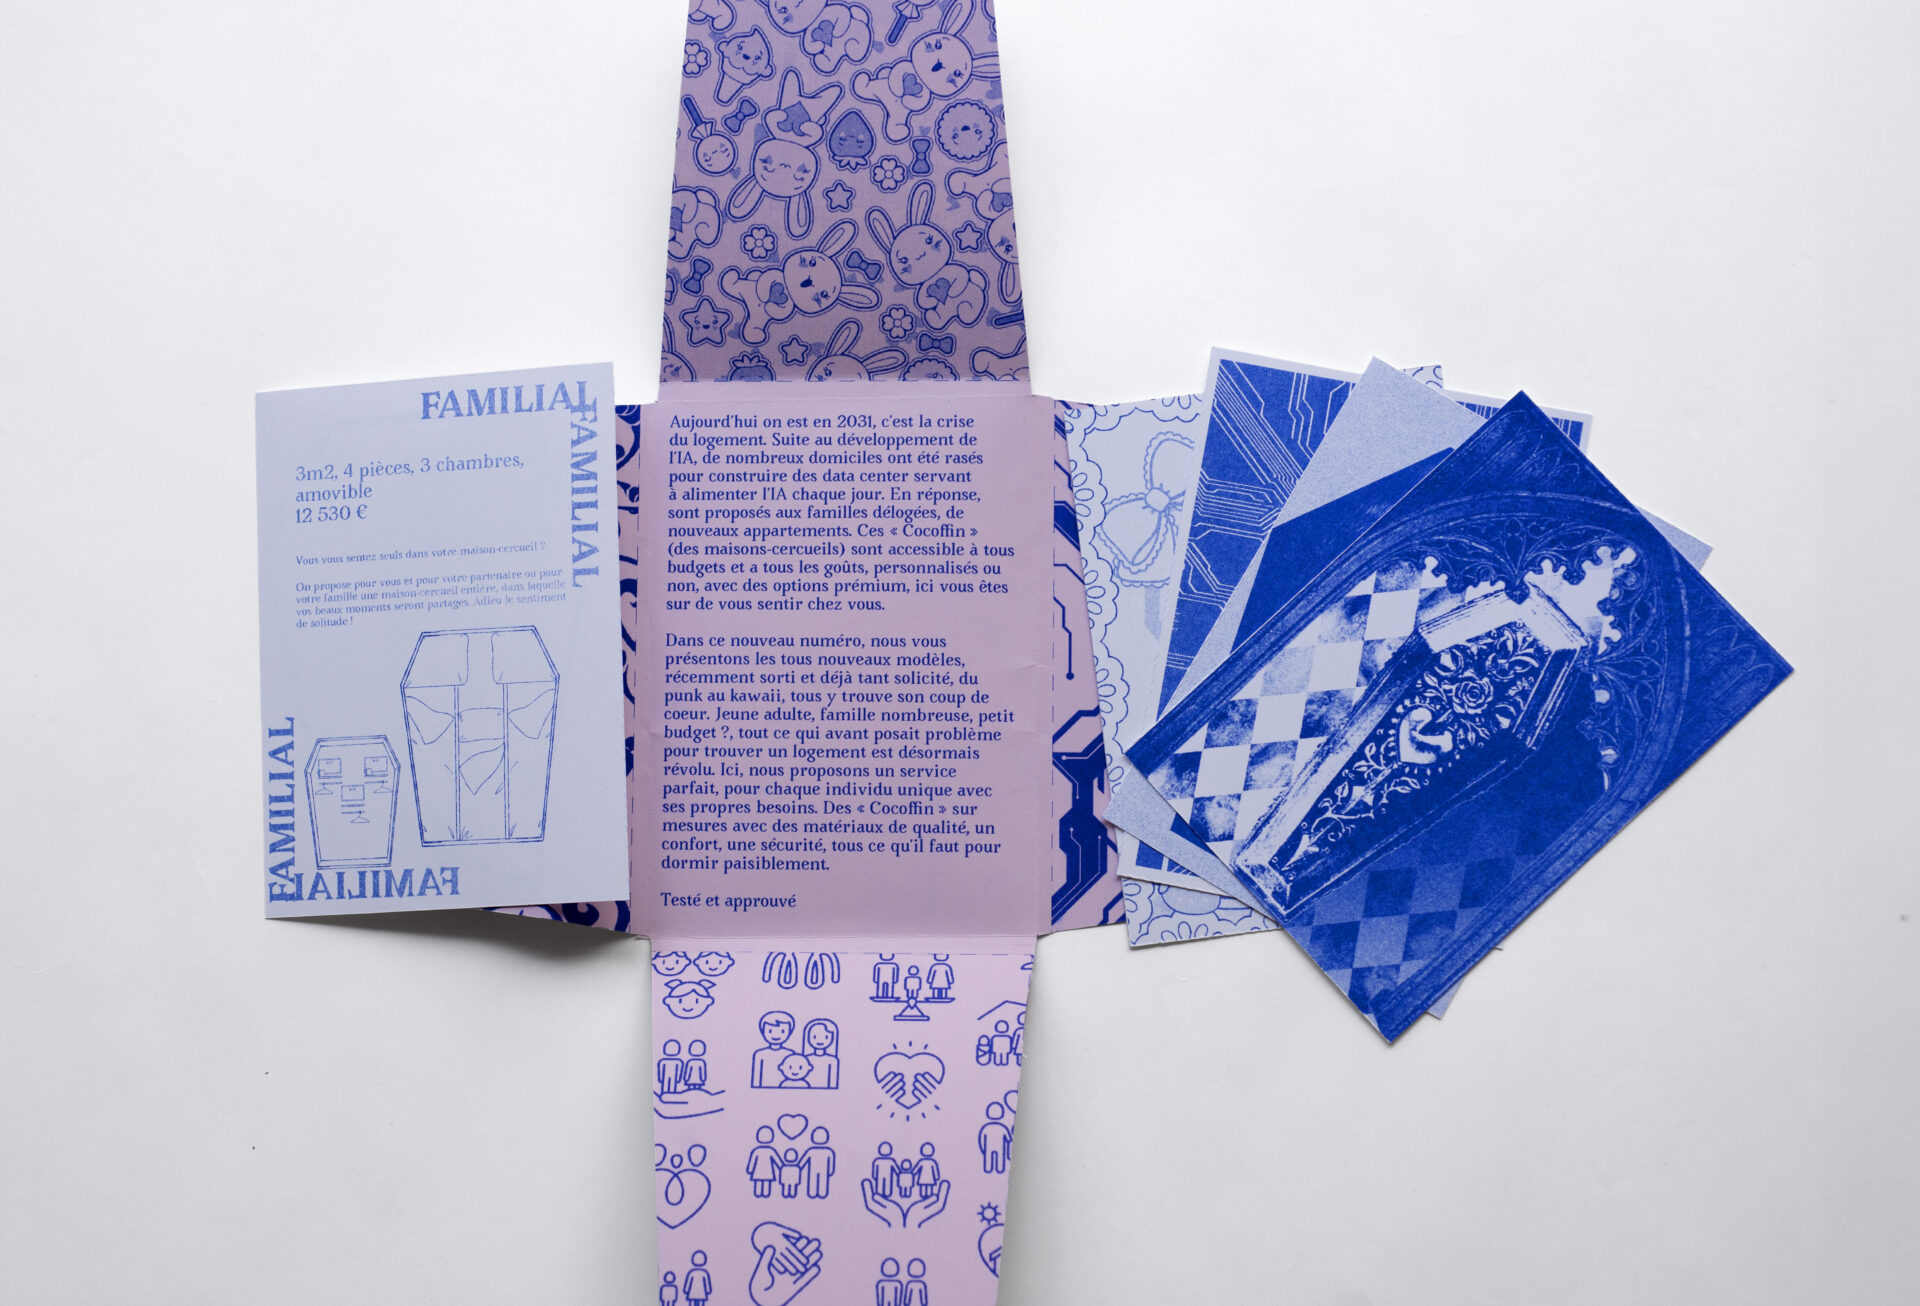 FAMILIAL
FAMILIAL
3m2, 4 pièces, 3 chambres,
amovible
12 530 €
Vous vous sentez seuls dans votre maison-cercueil ?
On propose pour vous et pour votre partenaire ou pour
votre famille une maison-cercueil entière, dans laquelle
vos beaux moments seront partagés. Adieu le sentiment
de solitude !
FAMILIAL
FAMILIAL
Aujourd'hui on est en 2031, c'est la crise
du logement. Suite au développement de
l'IA, de nombreux domiciles ont été rasés
pour construire des data center servant
à alimenter l'IA chaque jour. En réponse,
sont proposés aux familles délogées, de
nouveaux appartements. Ces « Cocoffin »
(des maisons-cercueils) sont accessible à tous
budgets et a tous les goûts, personnalisés ou
non, avec des options prémium, ici vous êtes
sur de vous sentir chez vous.
Dans ce nouveau numéro, nous vous
présentons les tous nouveaux modèles,
récemment sorti et déjà tant solicité, du
punk au kawaii, tous y trouve son coup de
coeur. Jeune adulte, famille nombreuse, petit
budget ?, tout ce qui avant posait problème
pour trouver un logement est désormais
révolu. Ici, nous proposons un service
parfait, pour chaque individu unique avec
ses propres besoins. Des « Cocoffin » sur
mesures avec des matériaux de qualité, un
confort, une sécurité, tous ce qu'il faut pour
dormir paisiblement.
Testé et approuvé